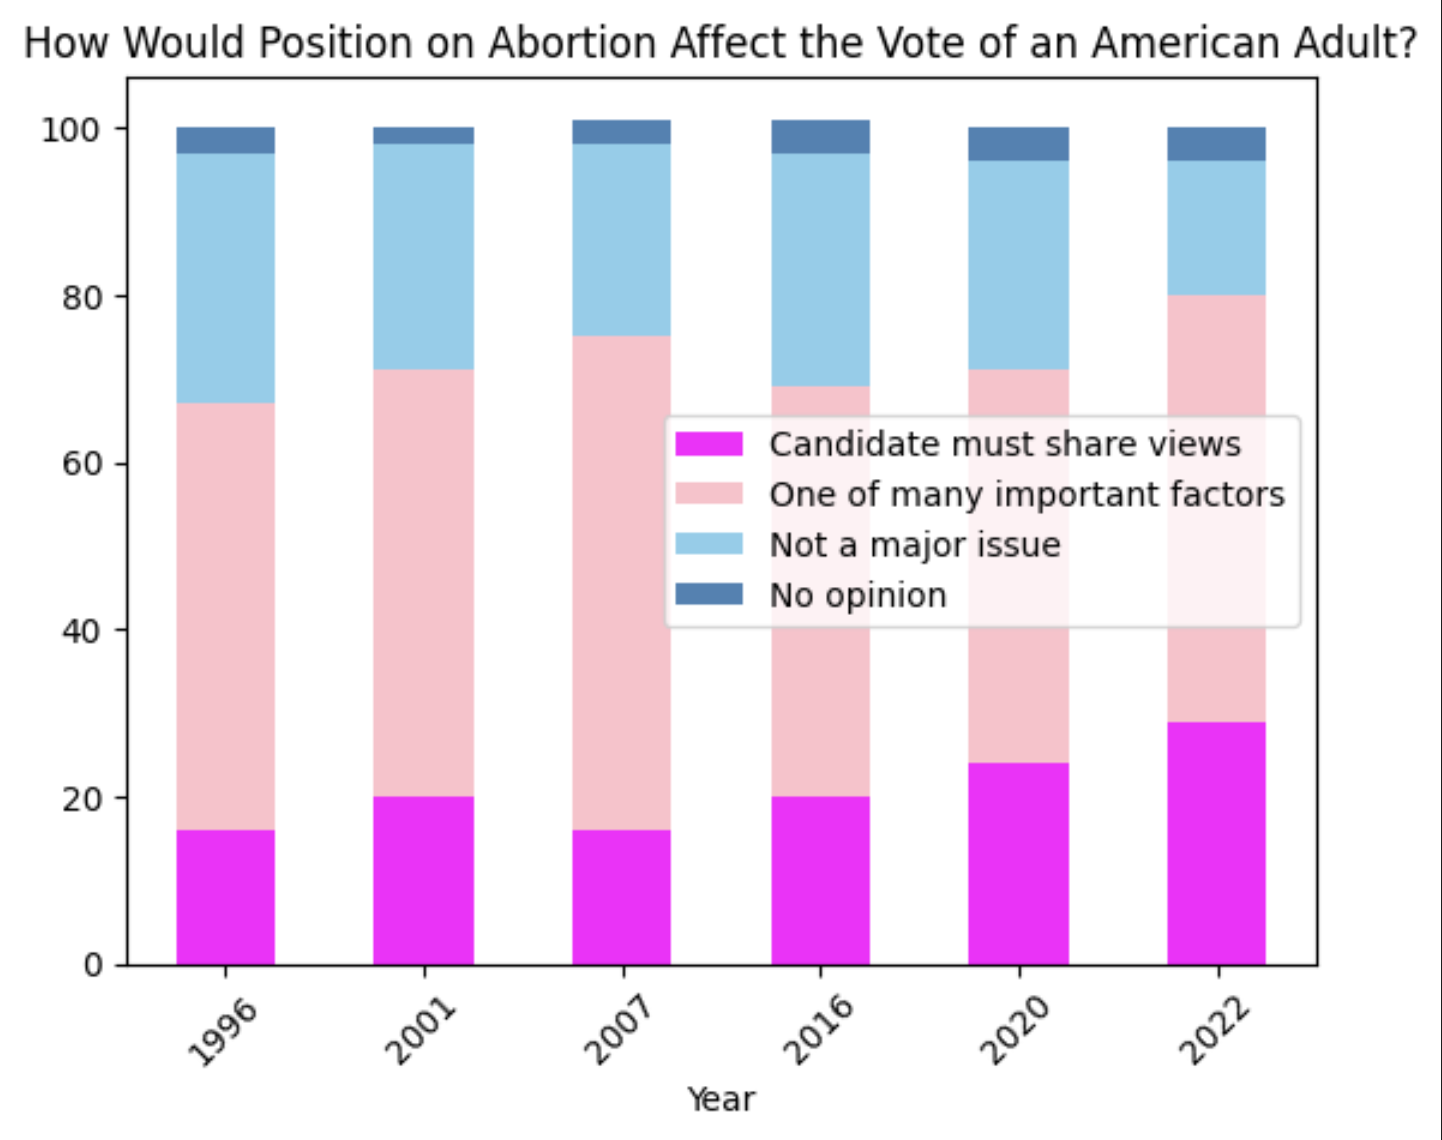 How Would Position on Abortion Affect the Vote of an American Adult?
100
80
60
40
20
0
Candidate must share views
One of many important factors
Not a major issue
No opinion
1996
2001
2007
2016
2020
2022
Year